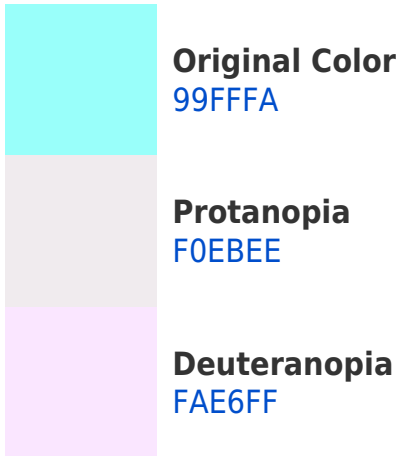 Original Color
99FFFA
Protanopia
F0EBEE
Deuteranopia
FAE6FF